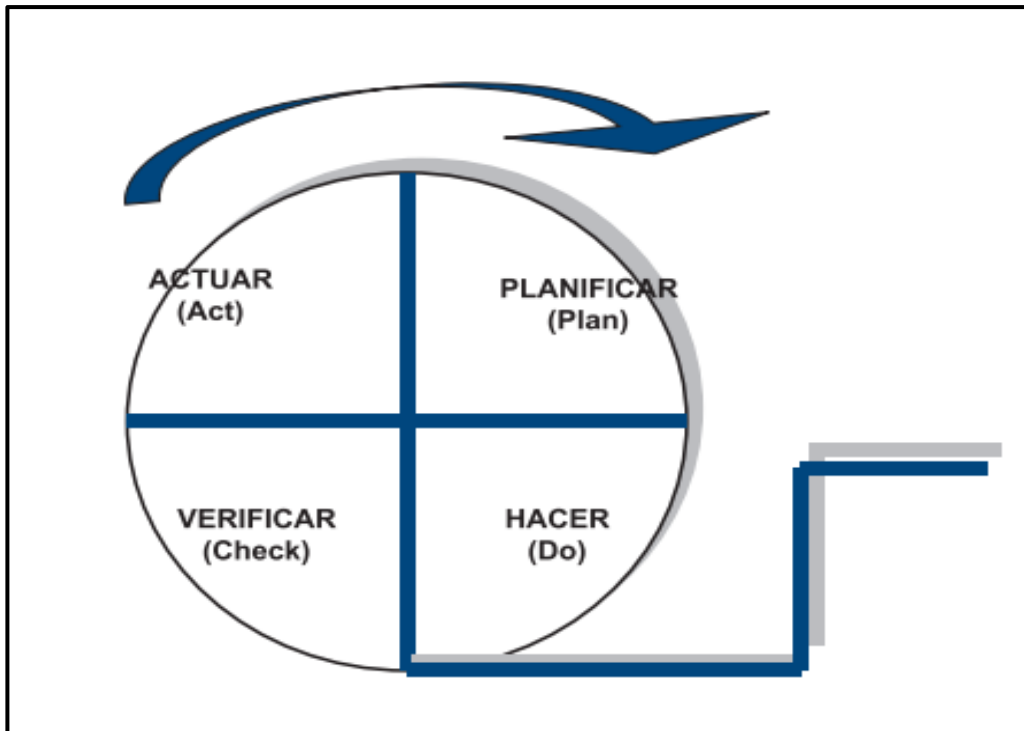 ACTUAR
(Act)
PLANIFICAR
(Plan)
VERIFICAR
(Check)
HACER
(Do)